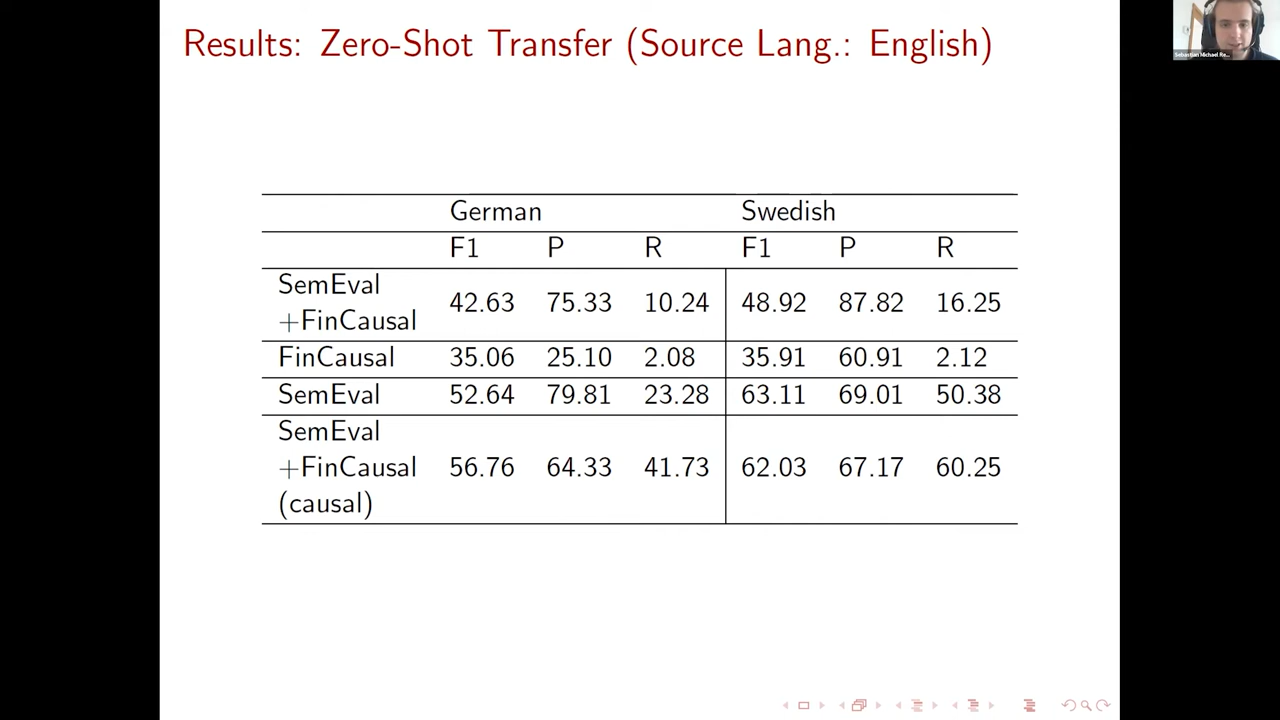 Results: Zero-Shot Transfer (Source Lang.: English)
Sebastian Michael Re...
German Swedish
F1 P R F1 P R
SemEval
+FinCausal 42.63 75.33 10.24 48.92 87.82 16.25
FinCausal 35.06 25.10 2.08 35.91 60.91 2.12
SemEval 52.64 79.81 23.28 63.11 69.01 50.38
SemEval
+FinCausal 56.76 64.33 41.73 62.03 67.17 60.25
(causal)